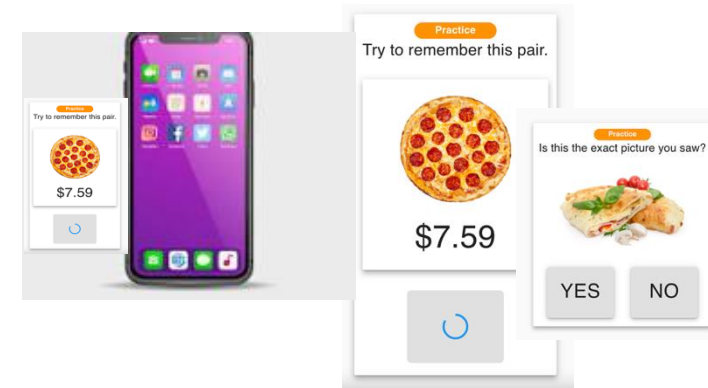 Practice
Try to remember this pair.
$7.59
Practice
Try to remember this pair.
$7.59
Practice
Is this the exact picture you saw?
YES
NO